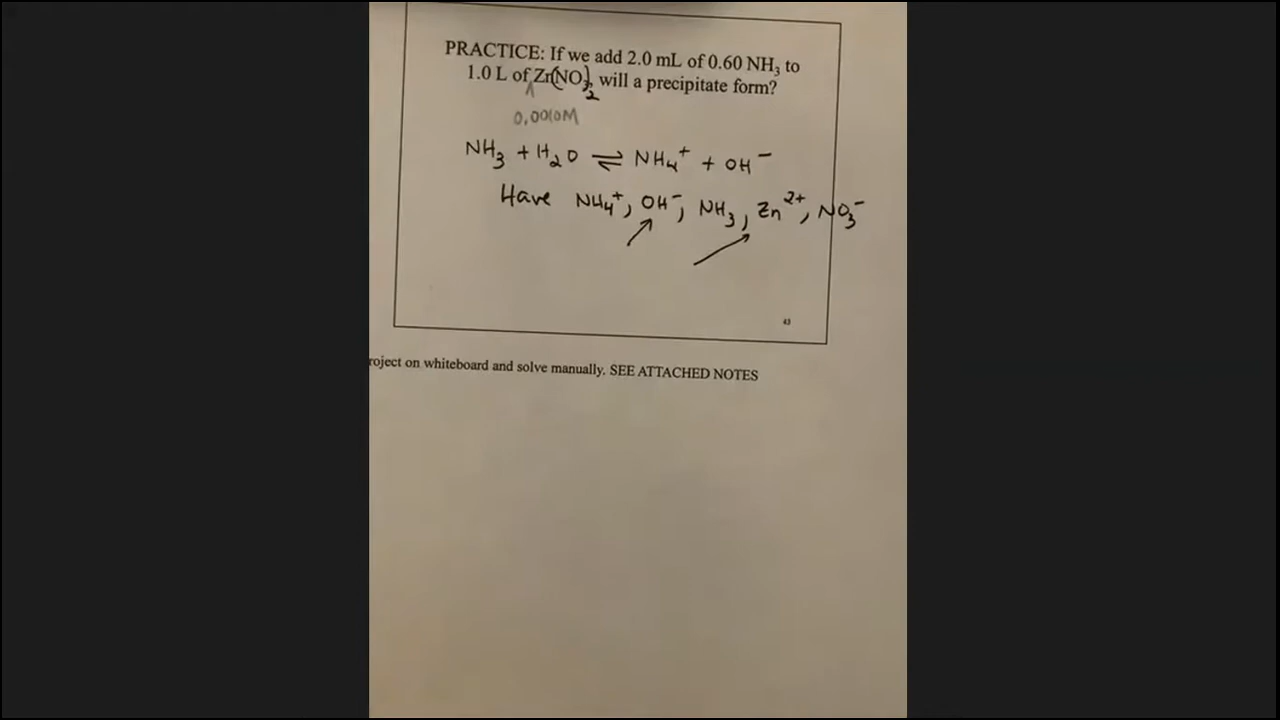 PRACTICE: If we add 2.0 mL of 0.60 NH₃ to
1.0 L of Zn(NO₃)₂, will a precipitate form?
0.0010M
NH₃ + H₂O ⇌ NH₄⁺ + OH⁻
Have NH₄⁺, OH⁻, NH₃, Zn²⁺, NO₃⁻
43
roject on whiteboard and solve manually. SEE ATTACHED NOTES